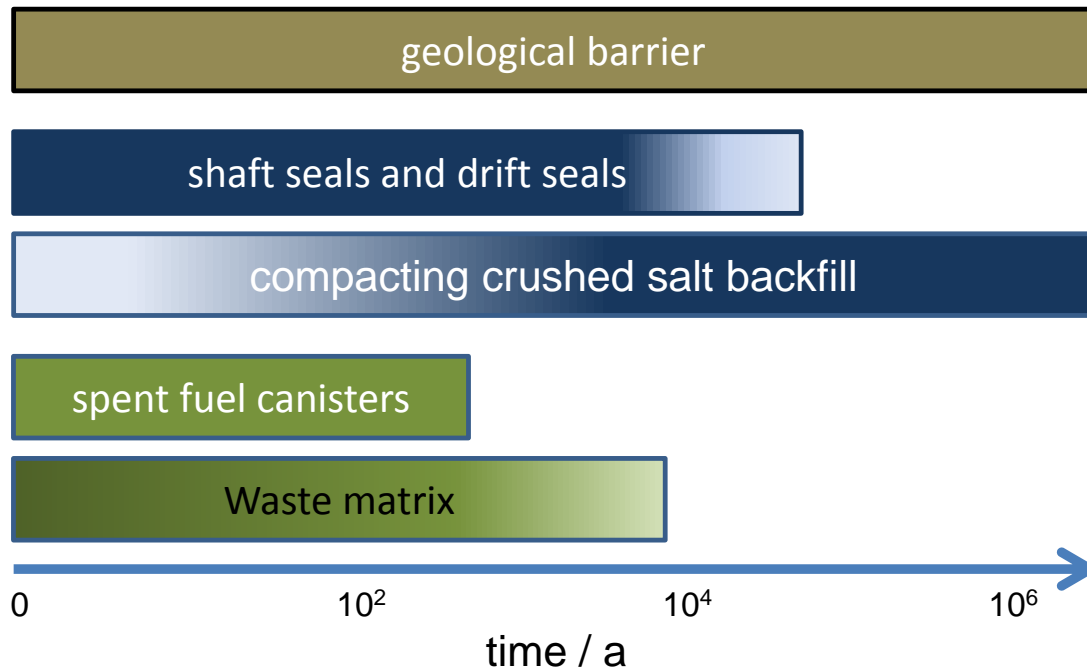 geological barrier
shaft seals and drift seals
compacting crushed salt backfill
spent fuel canisters
Waste matrix
0 10² 10⁴ 10⁶
time / a